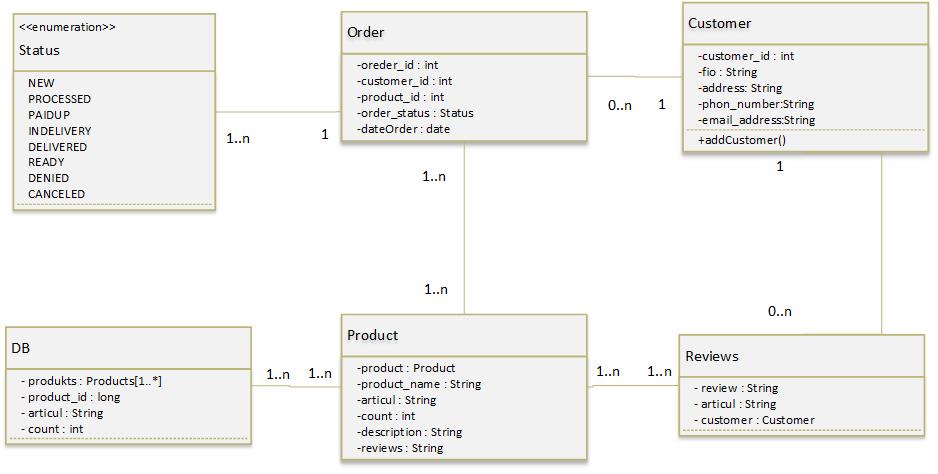 <<enumeration>>
Status
NEW
PROCESSED
PAIDUP
INDELIVERY
DELIVERED
READY
DENIED
CANCELED
1..n
1
Order
-oreder_id : int
-customer_id : int
-product_id : int
-order_status : Status
-dateOrder : date
0..n
1
Customer
-customer_id : int
-fio : String
-address: String
-phon_number:String
-email_address:String
+addCustomer()
1..n
1..n
1
0..n
DB
- produkts : Products[1..*]
- product_id : long
- articul : String
- count : int
1..n
1..n
Product
-product : Product
-product_name : String
-articul : String
-count : int
-description : String
-reviews : String
1..n
1..n
Reviews
- review : String
- articul : String
- customer : Customer